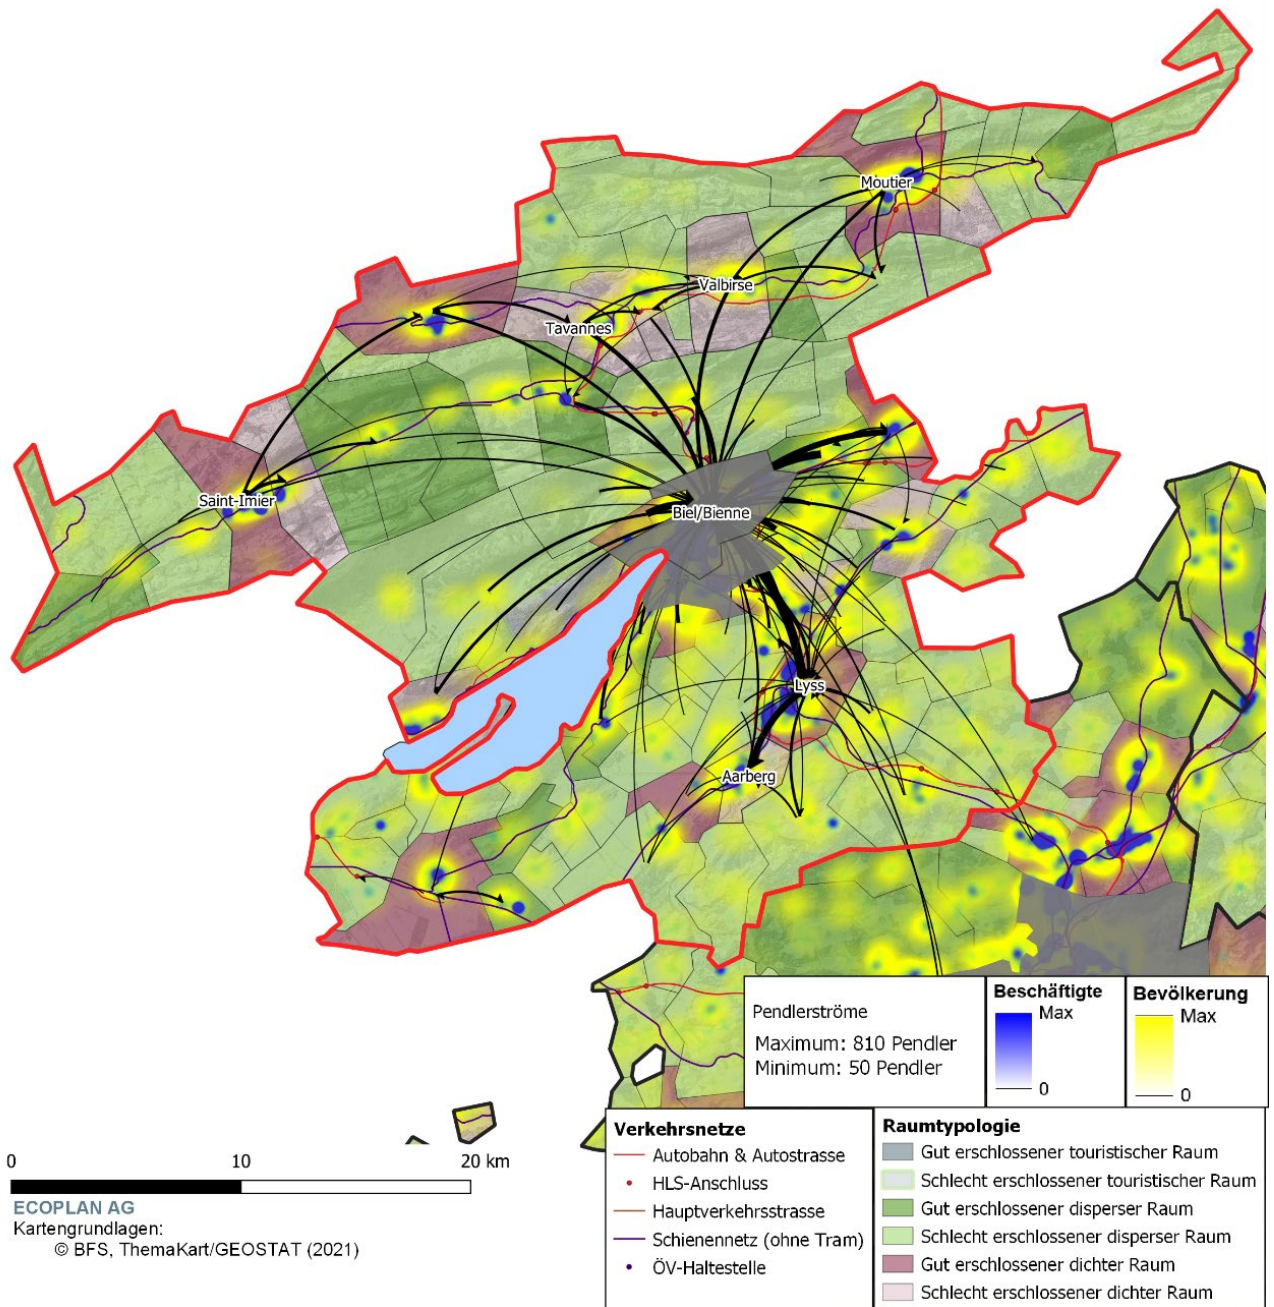 Moutier
Valbirse
Tavannes
Saint-Imier
Biel/Bienne
Lyss
Aarberg
Pendlerströme
Maximum: 810 Pendler
Minimum: 50 Pendler
Beschäftigte
Max
0
Bevölkerung
Max
0
Verkehrsnetze
Autobahn & Autostrasse
HLS-Anschluss
Hauptverkehrsstrasse
Schienennetz (ohne Tram)
ÖV-Haltestelle
Raumtypologie
Gut erschlossener touristischer Raum
Schlecht erschlossener touristischer Raum
Gut erschlossener disperser Raum
Schlecht erschlossener disperser Raum
Gut erschlossener dichter Raum
Schlecht erschlossener dichter Raum
0 10 20 km
ECOPLAN AG
Kartengrundlagen:
© BFS, ThemaKart/GEOSTAT (2021)